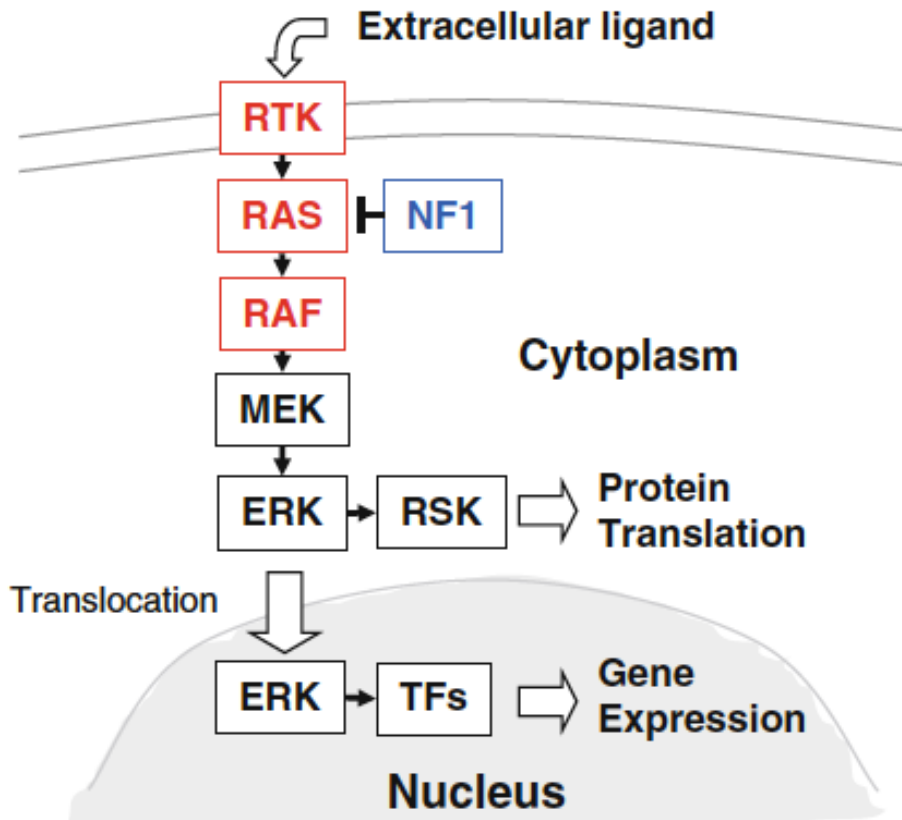 Extracellular ligand
RTK
RAS
NF1
RAF
Cytoplasm
MEK
ERK
RSK
Protein
Translation
Translocation
ERK
TFs
Gene
Expression
Nucleus